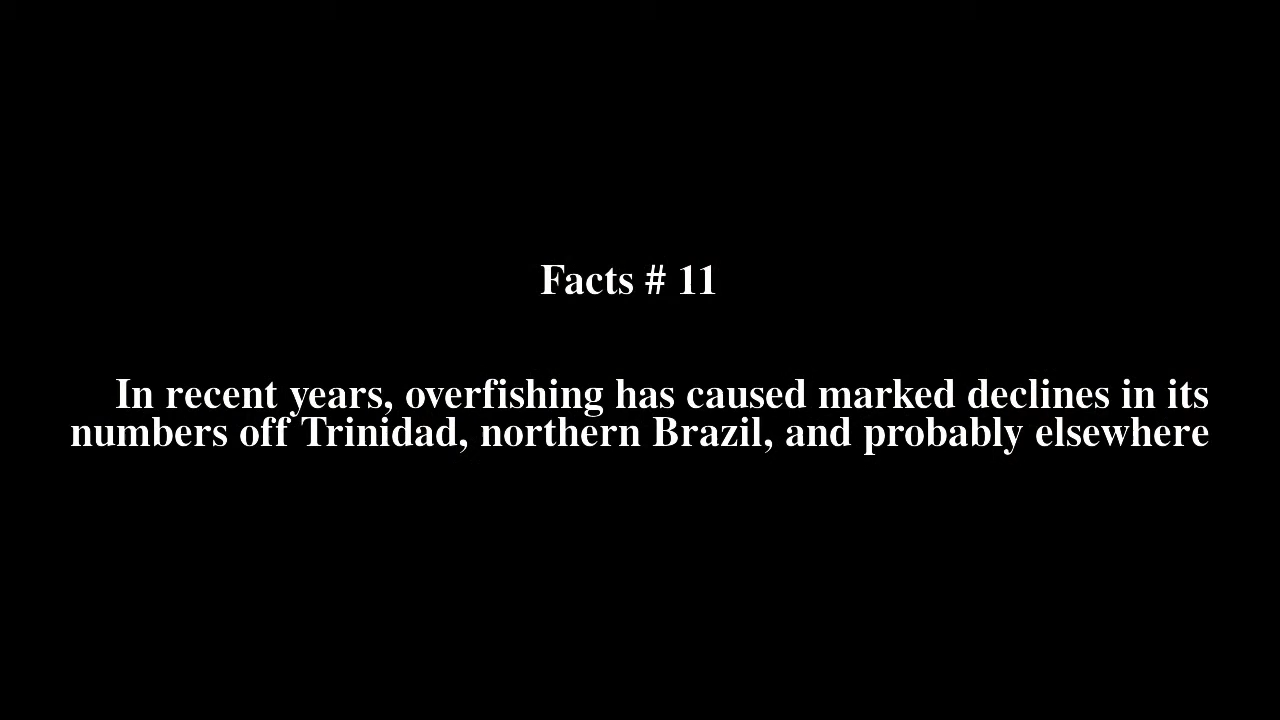 Facts # 11
In recent years, overfishing has caused marked declines in its
numbers off Trinidad, northern Brazil, and probably elsewhere